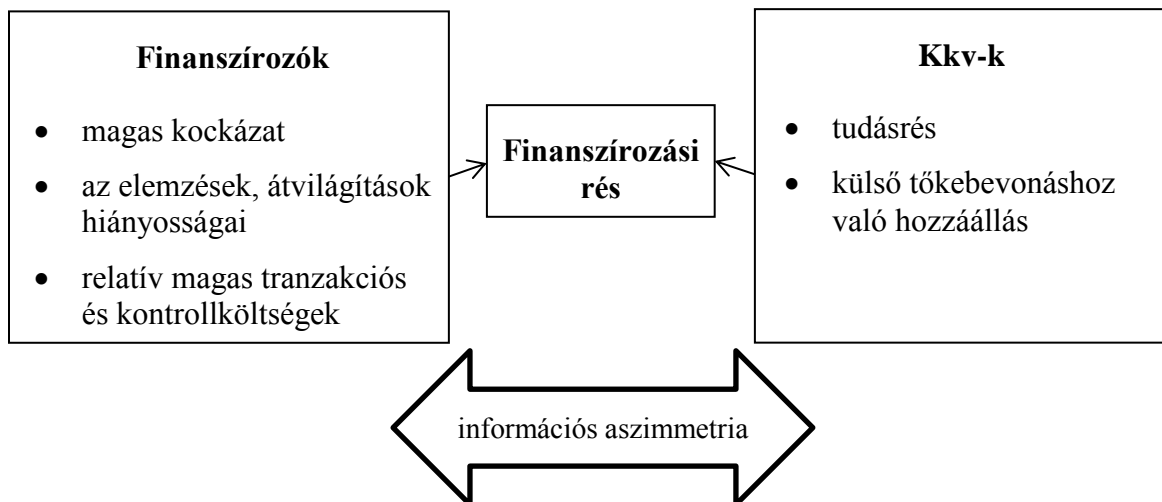 Finanszírozók
• magas kockázat
• az elemzések, átvilágítások
hiányosságai
• relatív magas tranzakciós
és kontrollköltségek
Finanszírozási
rés
Kkv-k
• tudásrés
• külső tőkebevonáshoz
való hozzáállás
információs aszimmetria